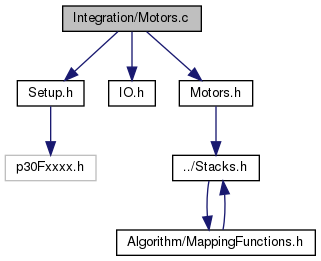 Integration/Motors.c
Setup.h
IO.h
Motors.h
p30Fxxxx.h
../Stacks.h
Algorithm/MappingFunctions.h